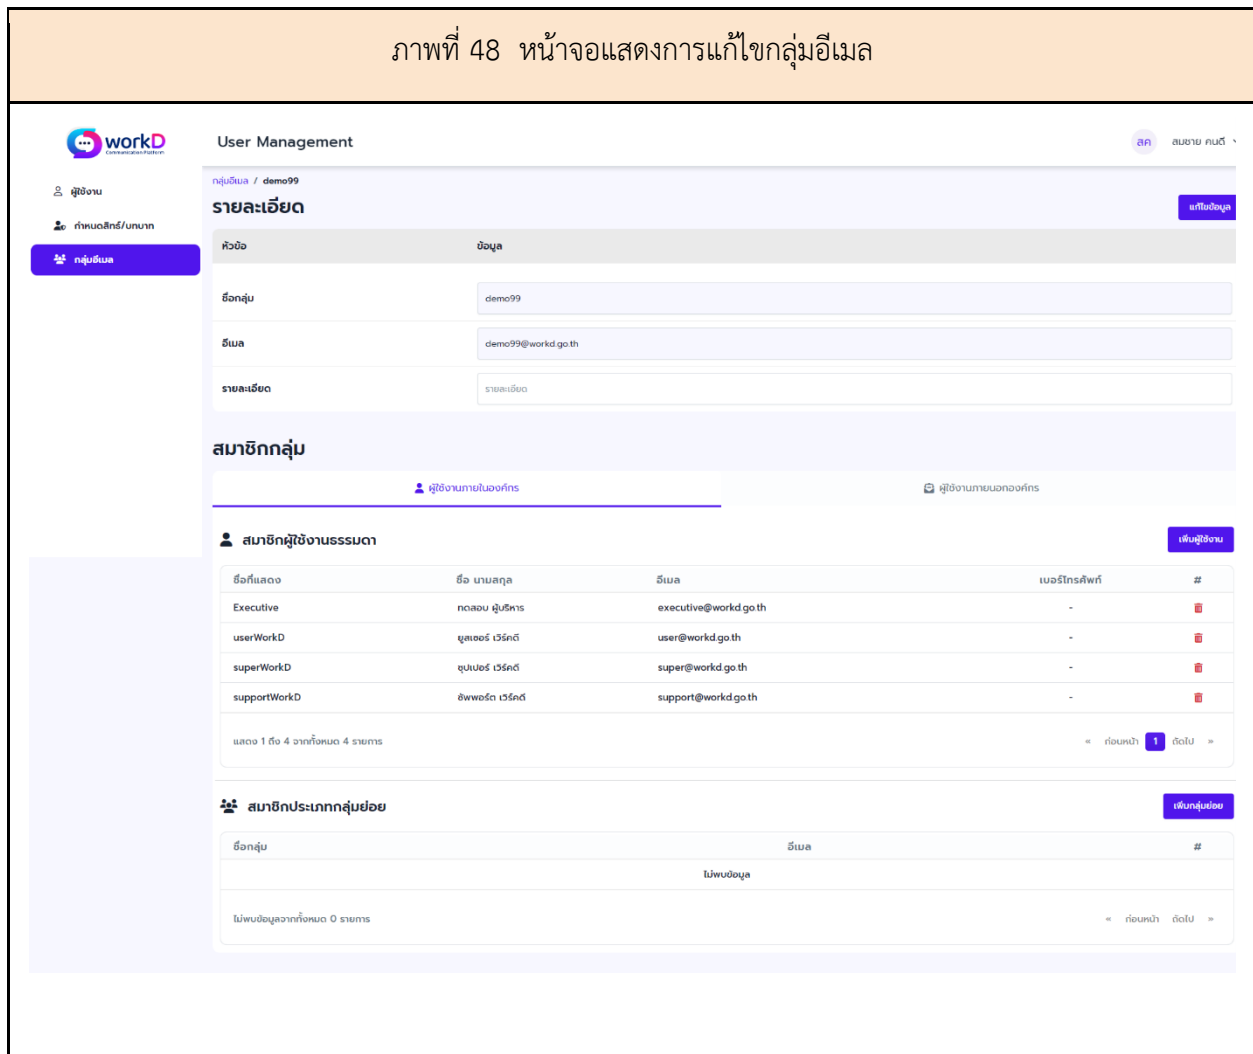 ภาพที่ 48 หน้าจอแสดงการแก้ไขกลุ่มอีเมล
workD
Communication Platform
User Management
สค สมชาย คนดี
ผู้ใช้งาน
กำหนดสิทธิ์/บทบาท
กลุ่มอีเมล
กลุ่มอีเมล / demo99
รายละเอียด
แก้ไขข้อมูล
หัวข้อ ข้อมูล
ชื่อกลุ่ม demo99
อีเมล demo99@workd.go.th
รายละเอียด รายละเอียด
สมาชิกกลุ่ม
ผู้ใช้งานภายในองค์กร ผู้ใช้งานภายนอกองค์กร
สมาชิกผู้ใช้งานธรรมดา เพิ่มผู้ใช้งาน
ชื่อที่แสดง ชื่อ นามสกุล อีเมล เบอร์โทรศัพท์ #
Executive ทดสอบ ผู้บริหาร executive@workd.go.th -
userWorkD ยูสเซอร์ เวิร์คดี user@workd.go.th -
superWorkD ซุปเปอร์ เวิร์คดี super@workd.go.th -
supportWorkD ซัพพอร์ต เวิร์คดี support@workd.go.th -
แสดง 1 ถึง 4 จากทั้งหมด 4 รายการ « ก่อนหน้า 1 ถัดไป »
สมาชิกประเภทกลุ่มย่อย เพิ่มกลุ่มย่อย
ชื่อกลุ่ม อีเมล #
ไม่พบข้อมูล
ไม่พบข้อมูลจากทั้งหมด 0 รายการ « ก่อนหน้า ถัดไป »